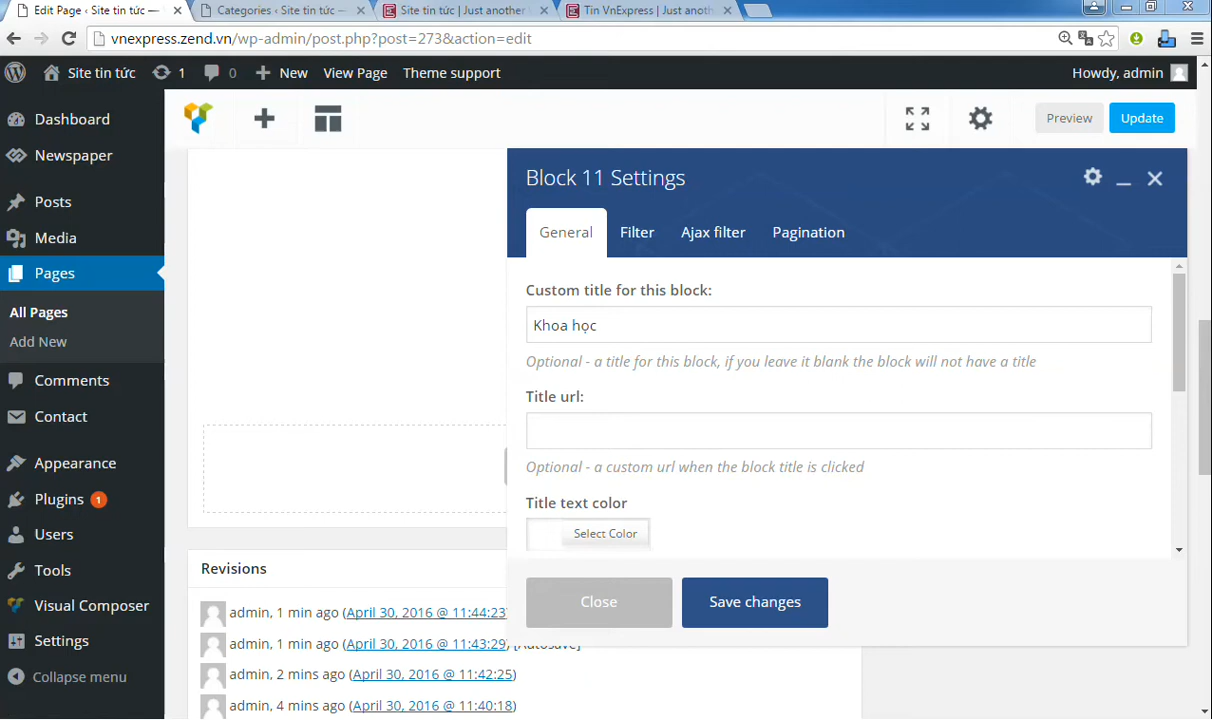 Edit Page ‹ Site tin tức —
Categories ‹ Site tin tức —
Site tin tức | Just another
Tin VnExpress | Just anoth
vnexpress.zend.vn/wp-admin/post.php?post=273&action=edit
Site tin tức
1
0
New
View Page
Theme support
Howdy, admin
Dashboard
Newspaper
Posts
Media
Pages
All Pages
Add New
Comments
Contact
Appearance
Plugins 1
Users
Tools
Visual Composer
Settings
Collapse menu
Preview
Update
Block 11 Settings
General
Filter
Ajax filter
Pagination
Custom title for this block:
Khoa học
Optional - a title for this block, if you leave it blank the block will not have a title
Title url:
Optional - a custom url when the block title is clicked
Title text color
Select Color
Close
Save changes
Revisions
admin, 1 min ago (April 30, 2016 @ 11:44:23)
admin, 1 min ago (April 30, 2016 @ 11:43:29) [Autosave]
admin, 2 mins ago (April 30, 2016 @ 11:42:25)
admin, 4 mins ago (April 30, 2016 @ 11:40:18)